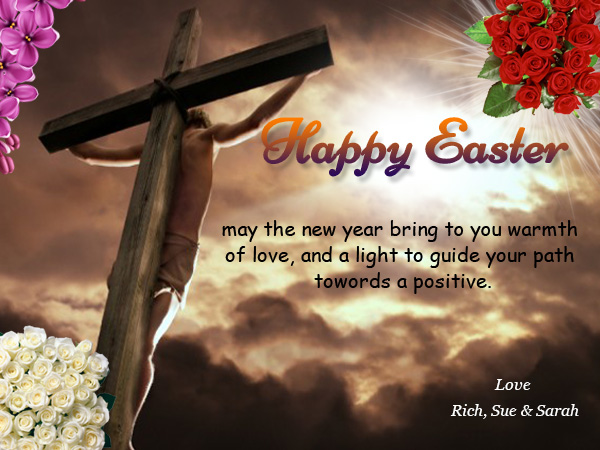 Happy Easter
may the new year bring to you warmth
of love, and a light to guide your path
towords a positive.
Love
Rich, Sue & Sarah